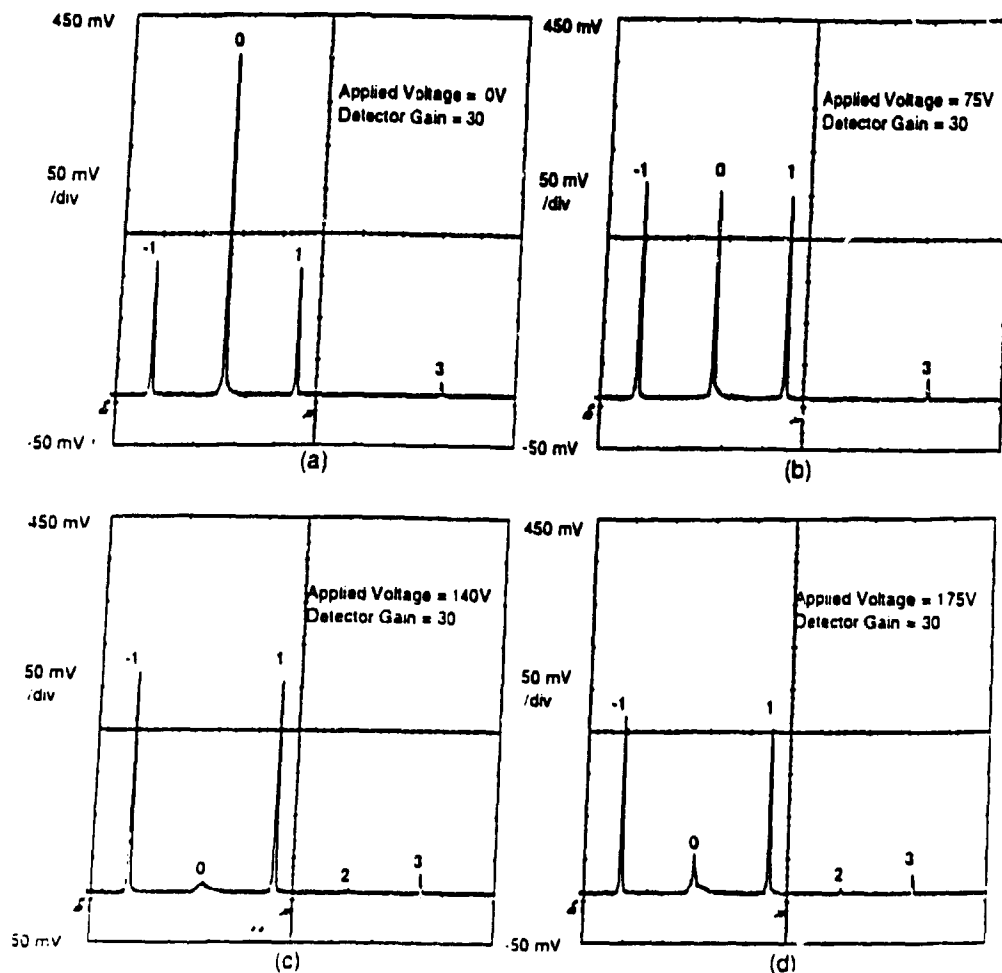 450 mV
0
Applied Voltage = 0V
Detector Gain = 30
50 mV
/div
-1
1
3
-50 mV
(a)
450 mV
Applied Voltage = 75V
Detector Gain = 30
50 mV
/div
-1
0
1
3
-50 mV
(b)
450 mV
Applied Voltage = 140V
Detector Gain = 30
50 mV
/div
-1
1
0
2
3
50 mV
(c)
450 mV
Applied Voltage = 175V
Detector Gain = 30
50 mV
/div
-1
1
0
2
3
-50 mV
(d)